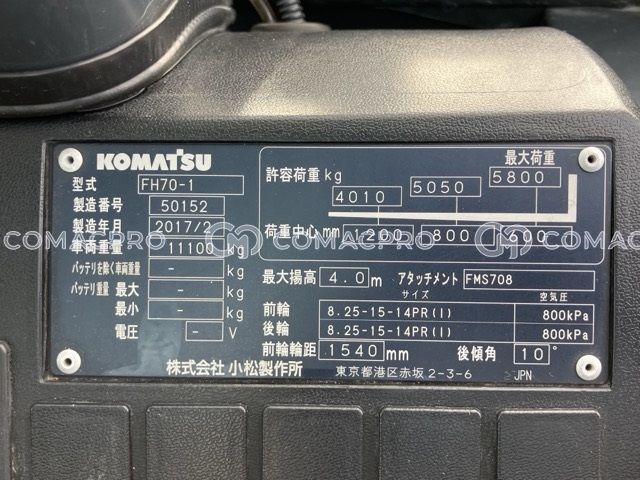 KOMATSU
型式 FH70-1
製造番号 50152
製造年月 2017/2
車両重量 11100 kg
バッテリを除く車両重量 - kg
バッテリ重量 最大 - kg
最小 - kg
電圧 - V
最大荷重
許容荷重 kg 4010 5050 5800
荷重中心 mm 1200 800 600
最大揚高 4.0 m アタッチメント FMS708
サイズ 空気圧
前輪 8.25-15-14PR(I) 800kPa
後輪 8.25-15-14PR(I) 800kPa
前輪輪距 1540 mm 後傾角 10°
株式会社 小松製作所 東京都港区赤坂 2-3-6 JPN
COMACPRO COMACPRO COMACPRO